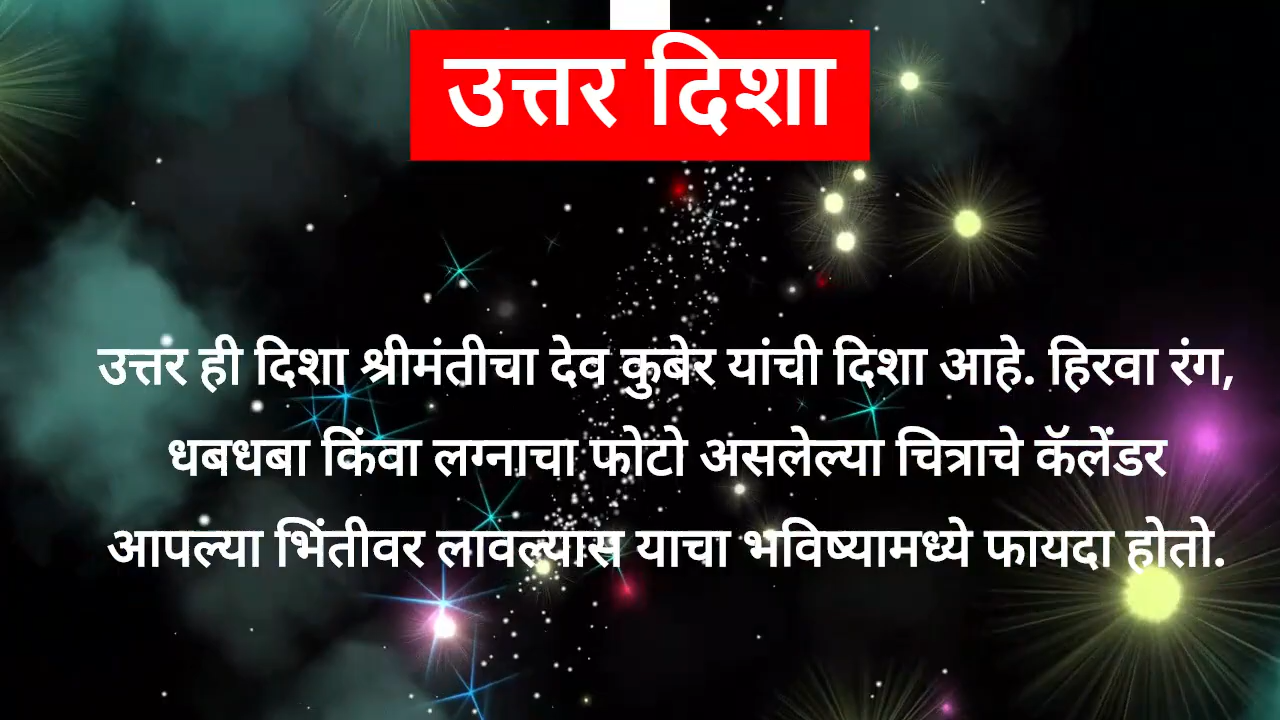 उत्तर दिशा
उत्तर ही दिशा श्रीमंतीचा देव कुबेर यांची दिशा आहे. हिरवा रंग,
धबधबा किंवा लग्नाचा फोटो असलेल्या चित्राचे कॅलेंडर
आपल्या भिंतीवर लावल्यास याचा भविष्यामध्ये फायदा होतो.